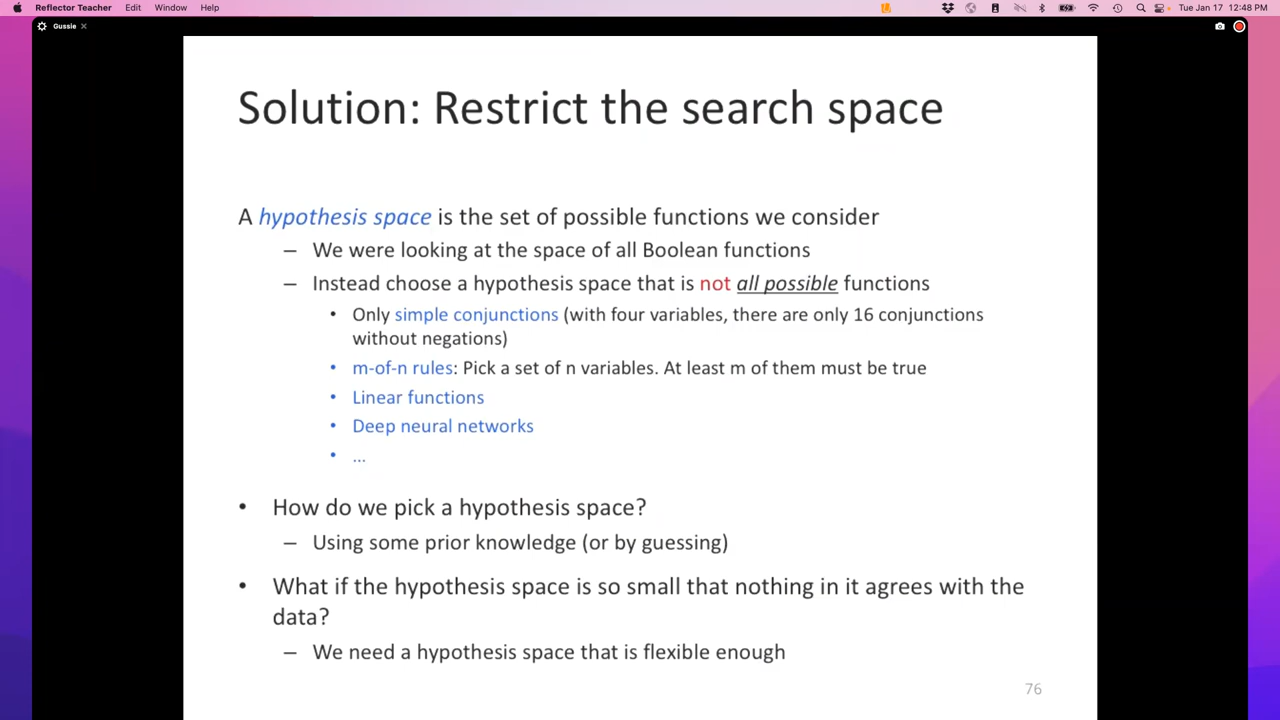 Reflector Teacher Edit Window Help
Tue Jan 17 12:48 PM
Gussie
Solution: Restrict the search space
A hypothesis space is the set of possible functions we consider
– We were looking at the space of all Boolean functions
– Instead choose a hypothesis space that is not all possible functions
• Only simple conjunctions (with four variables, there are only 16 conjunctions
without negations)
• m-of-n rules: Pick a set of n variables. At least m of them must be true
• Linear functions
• Deep neural networks
• ...
• How do we pick a hypothesis space?
– Using some prior knowledge (or by guessing)
• What if the hypothesis space is so small that nothing in it agrees with the
data?
– We need a hypothesis space that is flexible enough
76